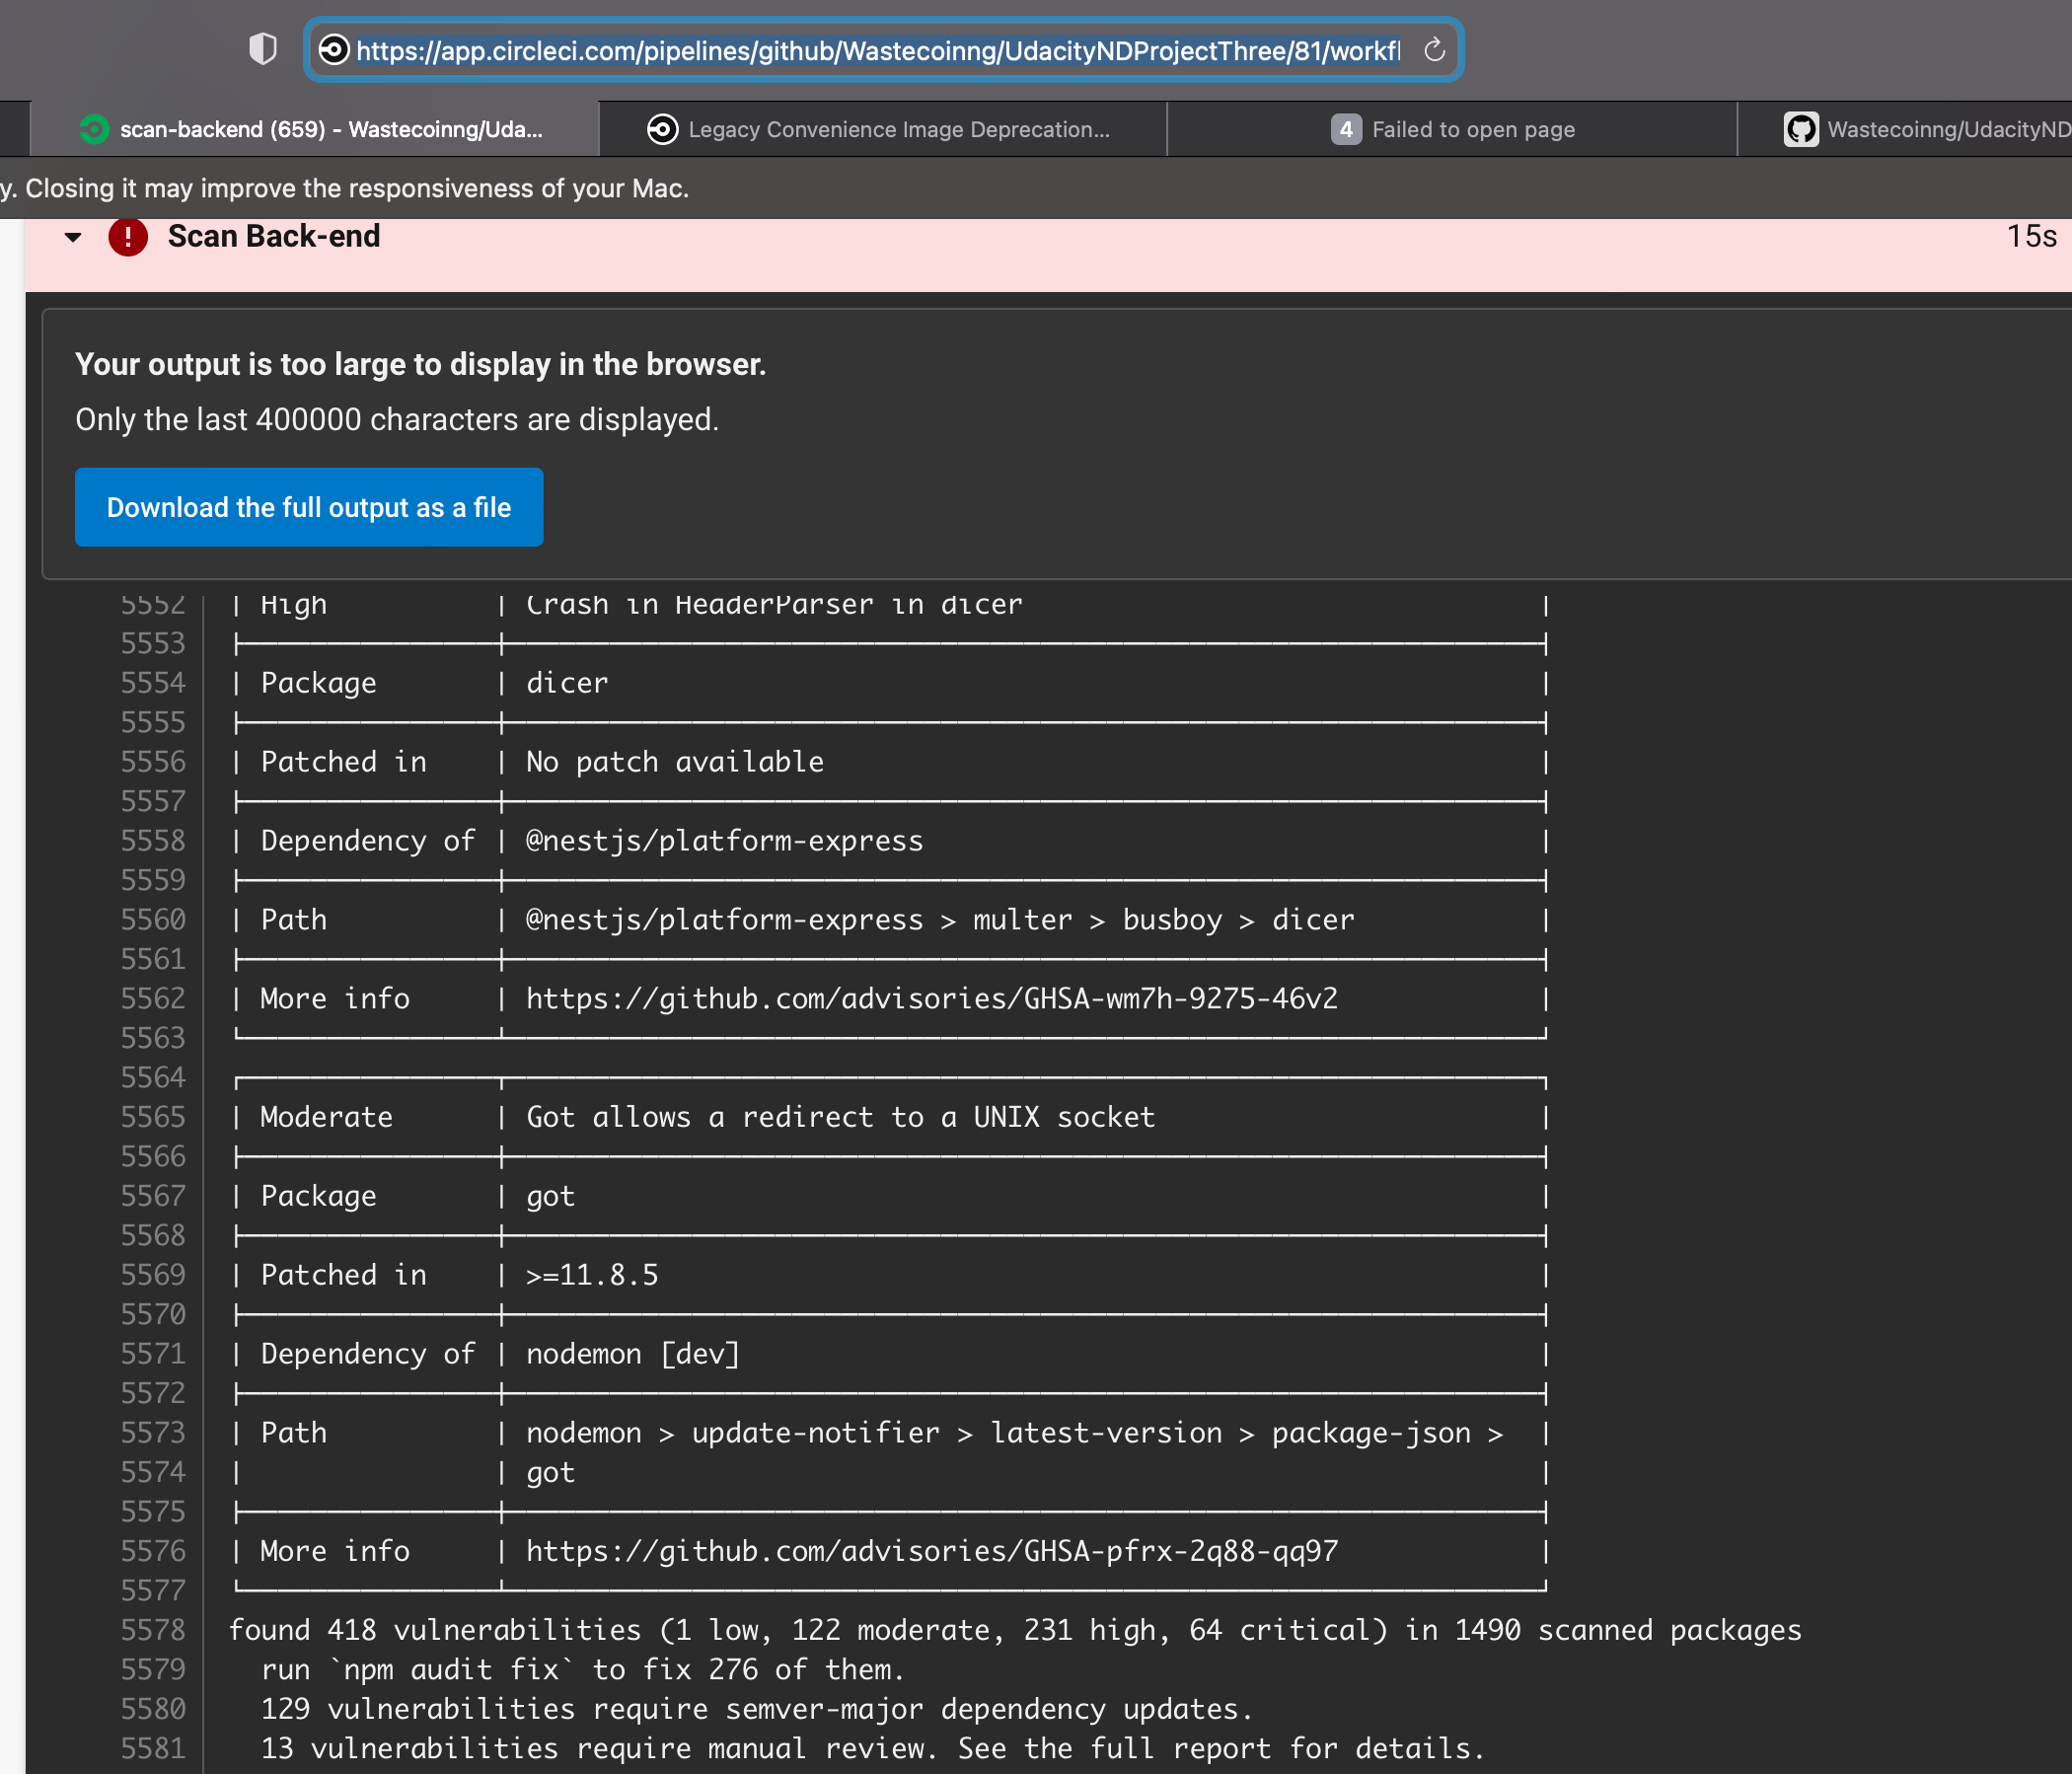 https://app.circleci.com/pipelines/github/Wastecoinng/UdacityNDProjectThree/81/workfl
scan-backend (659) - Wastecoinng/Uda...
Legacy Convenience Image Deprecation...
4 Failed to open page
Wastecoinng/UdacityND
y. Closing it may improve the responsiveness of your Mac.
! Scan Back-end 15s
Your output is too large to display in the browser.
Only the last 400000 characters are displayed.
Download the full output as a file
5552 | High | Crash in HeaderParser in dicer |
5553
5554 | Package | dicer |
5555
5556 | Patched in | No patch available |
5557
5558 | Dependency of | @nestjs/platform-express |
5559
5560 | Path | @nestjs/platform-express > multer > busboy > dicer |
5561
5562 | More info | https://github.com/advisories/GHSA-wm7h-9275-46v2 |
5563
5564
5565 | Moderate | Got allows a redirect to a UNIX socket |
5566
5567 | Package | got |
5568
5569 | Patched in | >=11.8.5 |
5570
5571 | Dependency of | nodemon [dev] |
5572
5573 | Path | nodemon > update-notifier > latest-version > package-json > |
5574 | | got |
5575
5576 | More info | https://github.com/advisories/GHSA-pfrx-2q88-qq97 |
5577
5578 found 418 vulnerabilities (1 low, 122 moderate, 231 high, 64 critical) in 1490 scanned packages
5579 run `npm audit fix` to fix 276 of them.
5580 129 vulnerabilities require semver-major dependency updates.
5581 13 vulnerabilities require manual review. See the full report for details.